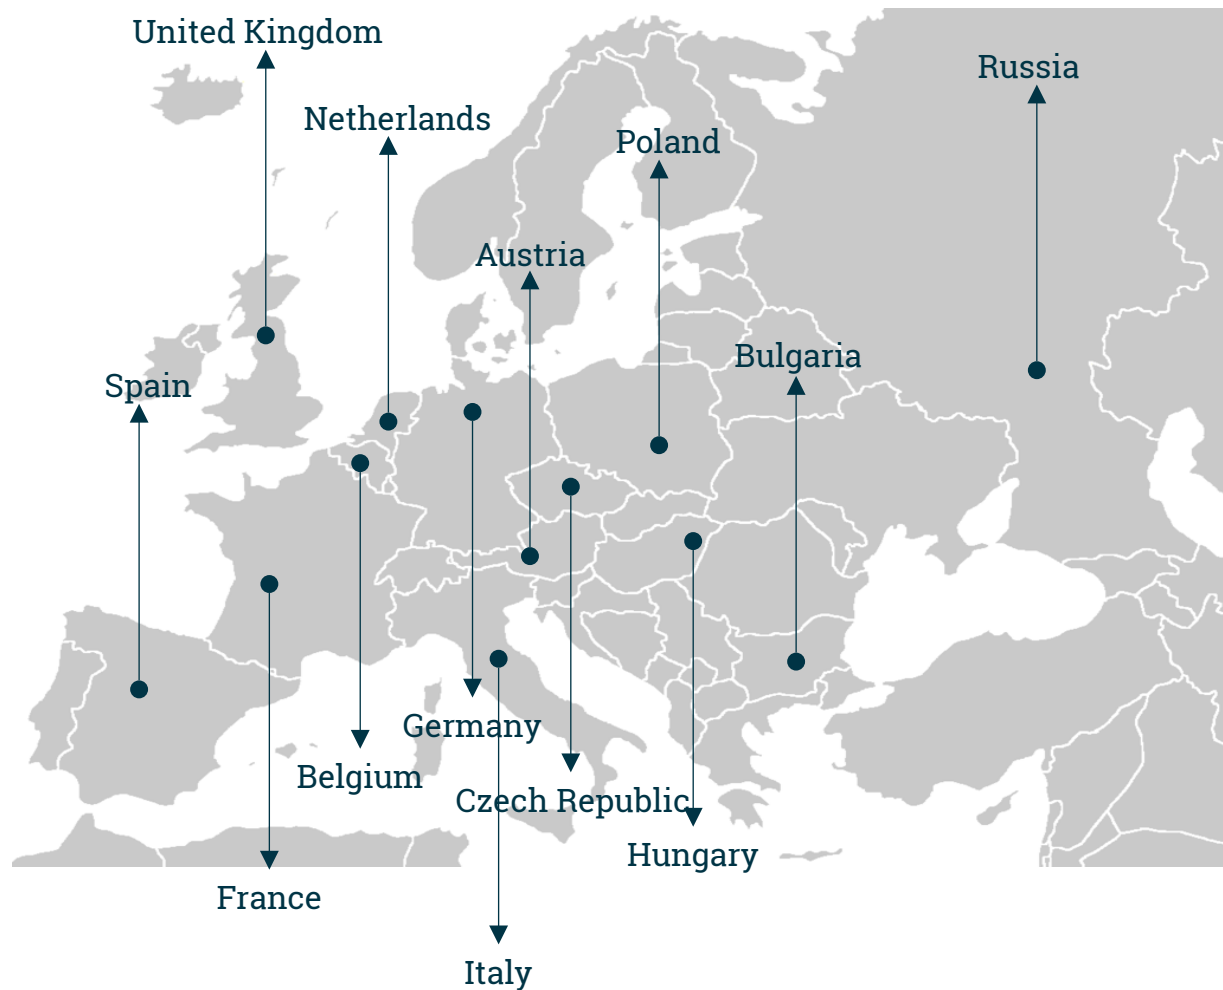 United Kingdom
Russia
Netherlands
Poland
Austria
Bulgaria
Spain
Germany
Belgium
Czech Republic
Hungary
France
Italy